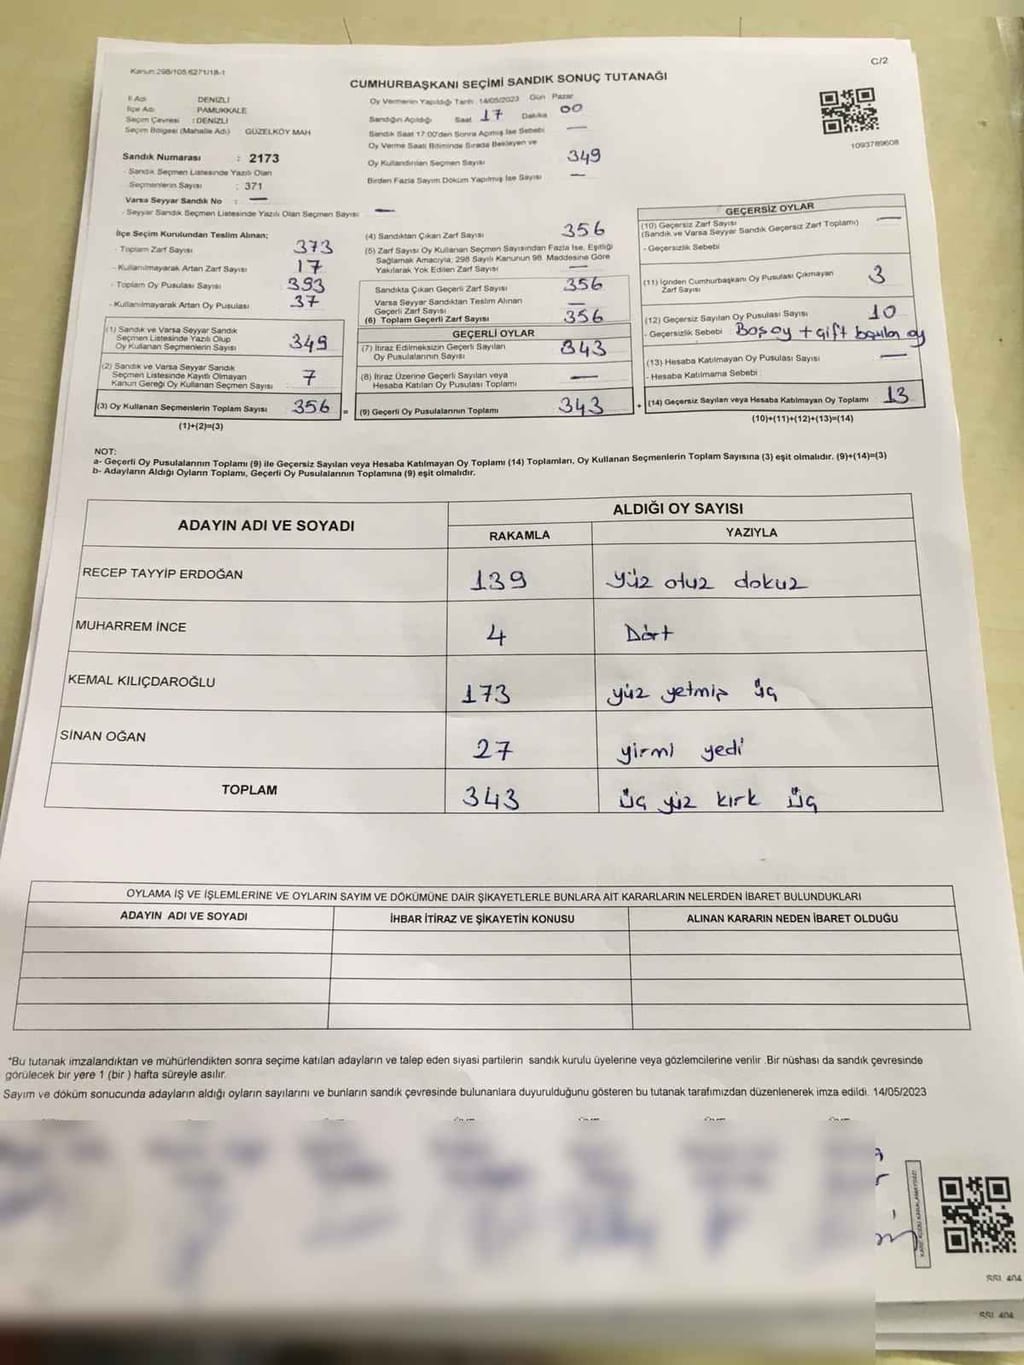 Kanun:298/105 6271/18-1
C/2
CUMHURBAŞKANI SEÇİMİ SANDIK SONUÇ TUTANAĞI
İl Adı DENİZLİ
İlçe Adı PAMUKKALE
Seçim Çevresi : DENİZLİ
Seçim Bölgesi (Mahalle Adı) GÜZELKÖY MAH
Sandık Numarası : 2173
- Sandık Seçmen Listesinde Yazılı Olan
Seçmenlerin Sayısı : 371
Varsa Seyyar Sandık No : —
- Seyyar Sandık Seçmen Listesinde Yazılı Olan Seçmen Sayısı : —
Oy Vermenin Yapıldığı Tarih 14/05/2023 Gün Pazar
Sandığın Açıldığı Saat 17 Dakika 00
Sandık Saat 17:00'den Sonra Açılmış İse Sebebi —
Oy Verme Saati Bitiminde Sırada Bekleyen ve
Oy Kullandırılan Seçmen Sayısı 349
Birden Fazla Sayım Döküm Yapılmış İse Sayısı —
1093789608
İlçe Seçim Kurulundan Teslim Alınan;
- Toplam Zarf Sayısı 373
- Kullanılmayarak Artan Zarf Sayısı 17
- Toplam Oy Pusulası Sayısı 393
- Kullanılmayarak Artan Oy Pusulası 37
(1) Sandık ve Varsa Seyyar Sandık
Seçmen Listesinde Yazılı Olup
Oy Kullanan Seçmenlerin Sayısı 349
(2) Sandık ve Varsa Seyyar Sandık
Seçmen Listesinde Kayıtlı Olmayan
Kanun Gereği Oy Kullanan Seçmen Sayısı 7
(3) Oy Kullanan Seçmenlerin Toplam Sayısı 356 =
(1)+(2)=(3)
(4) Sandıktan Çıkan Zarf Sayısı 356
(5) Zarf Sayısı Oy Kullanan Seçmen Sayısından Fazla İse, Eşitliği
Sağlamak Amacıyla, 298 Sayılı Kanunun 98. Maddesine Göre
Yakılarak Yok Edilen Zarf Sayısı —
Sandıkta Çıkan Geçerli Zarf Sayısı 356
Varsa Seyyar Sandıktan Teslim Alınan
Geçerli Zarf Sayısı —
(6) Toplam Geçerli Zarf Sayısı 356
GEÇERLİ OYLAR
(7) İtiraz Edilmeksizin Geçerli Sayılan
Oy Pusulalarının Sayısı 343
(8) İtiraz Üzerine Geçerli Sayılan veya
Hesaba Katılan Oy Pusulası Toplamı —
(9) Geçerli Oy Pusulalarının Toplamı 343 +
GEÇERSİZ OYLAR
(10) Geçersiz Zarf Sayısı
(Sandık ve Varsa Seyyar Sandık Geçersiz Zarf Toplamı) —
- Geçersizlik Sebebi
(11) İçinden Cumhurbaşkanı Oy Pusulası Çıkmayan
Zarf Sayısı 3
(12) Geçersiz Sayılan Oy Pusulası Sayısı 10
- Geçersizlik Sebebi Boş oy + çift basılan oy
(13) Hesaba Katılmayan Oy Pusulası Sayısı —
- Hesaba Katılmama Sebebi
(14) Geçersiz Sayılan veya Hesaba Katılmayan Oy Toplamı 13
(10)+(11)+(12)+(13)=(14)
NOT:
a- Geçerli Oy Pusulalarının Toplamı (9) ile Geçersiz Sayılan veya Hesaba Katılmayan Oy Toplamı (14) Toplamları, Oy Kullanan Seçmenlerin Toplam Sayısına (3) eşit olmalıdır. (9)+(14)=(3)
b- Adayların Aldığı Oyların Toplamı, Geçerli Oy Pusulalarının Toplamına (9) eşit olmalıdır.
ADAYIN ADI VE SOYADI ALDIĞI OY SAYISI
RAKAMLA YAZIYLA
RECEP TAYYİP ERDOĞAN 139 yüz otuz dokuz
MUHARREM İNCE 4 Dört
KEMAL KILIÇDAROĞLU 173 yüz yetmiş üç
SİNAN OĞAN 27 yirmi yedi
TOPLAM 343 üç yüz kırk üç
OYLAMA İŞ VE İŞLEMLERİNE VE OYLARIN SAYIM VE DÖKÜMÜNE DAİR ŞİKAYETLERLE BUNLARA AİT KARARLARIN NELERDEN İBARET BULUNDUKLARI
ADAYIN ADI VE SOYADI İHBAR İTİRAZ VE ŞİKAYETİN KONUSU ALINAN KARARIN NEDEN İBARET OLDUĞU
*Bu tutanak imzalandıktan ve mühürlendikten sonra seçime katılan adayların ve talep eden siyasi partilerin sandık kurulu üyelerine veya gözlemcilerine verilir .Bir nüshası da sandık çevresinde
görülecek bir yere 1 (bir ) hafta süreyle asılır.
Sayım ve döküm sonucunda adayların aldığı oyların sayılarını ve bunların sandık çevresinde bulunanlara duyurulduğunu gösteren bu tutanak tarafımızdan düzenlenerek imza edildi. 14/05/2023
KARE KODU KARALAMAYINIZ!
SSL 404
SSL 404